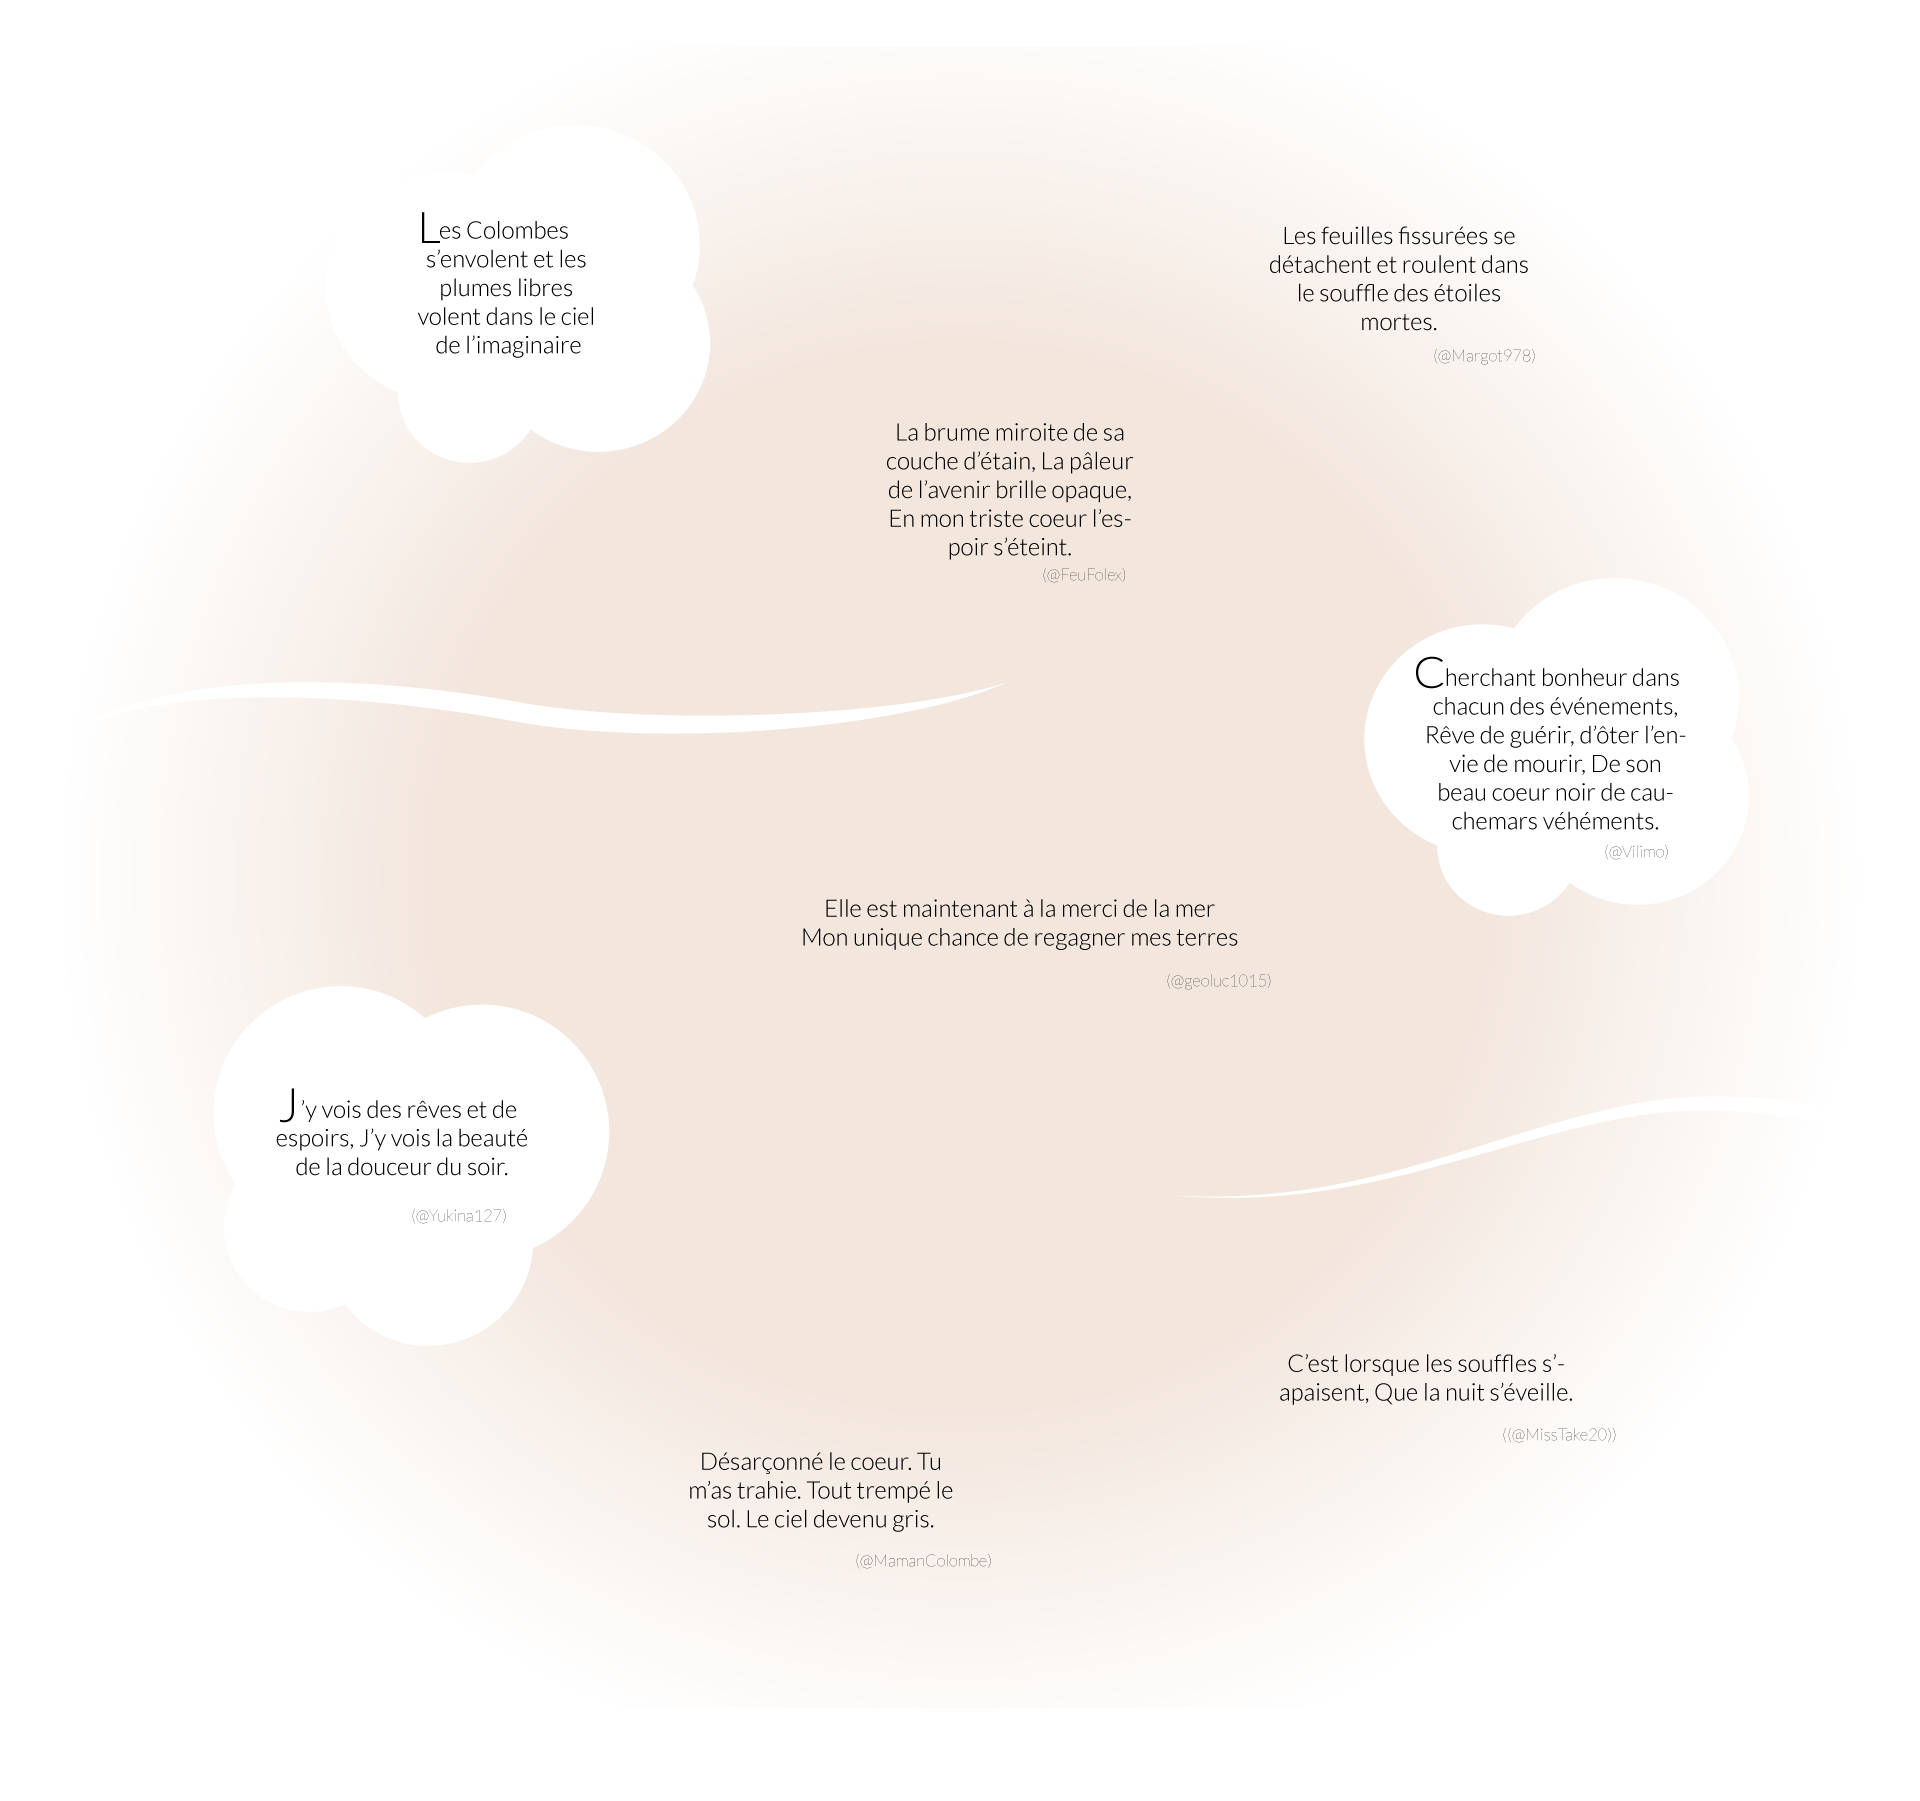 Les Colombes
s’envolent et les
plumes libres
volent dans le ciel
de l’imaginaire
Les feuilles fissurées se
détachent et roulent dans
le souffle des étoiles
mortes.
(@Margot978)
La brume miroite de sa
couche d’étain, La pâleur
de l’avenir brille opaque,
En mon triste coeur l’es-
poir s’éteint.
(@FeuFolex)
Cherchant bonheur dans
chacun des événements,
Rêve de guérir, d’ôter l’en-
vie de mourir, De son
beau coeur noir de cau-
chemars véhéments.
(@Vilimo)
Elle est maintenant à la merci de la mer
Mon unique chance de regagner mes terres
(@geoluc1015)
J’y vois des rêves et de
espoirs, J’y vois la beauté
de la douceur du soir.
(@Yukina127)
C’est lorsque les souffles s’-
apaisent, Que la nuit s’éveille.
((@MissTake20))
Désarçonné le coeur. Tu
m’as trahie. Tout trempé le
sol. Le ciel devenu gris.
(@MamanColombe)